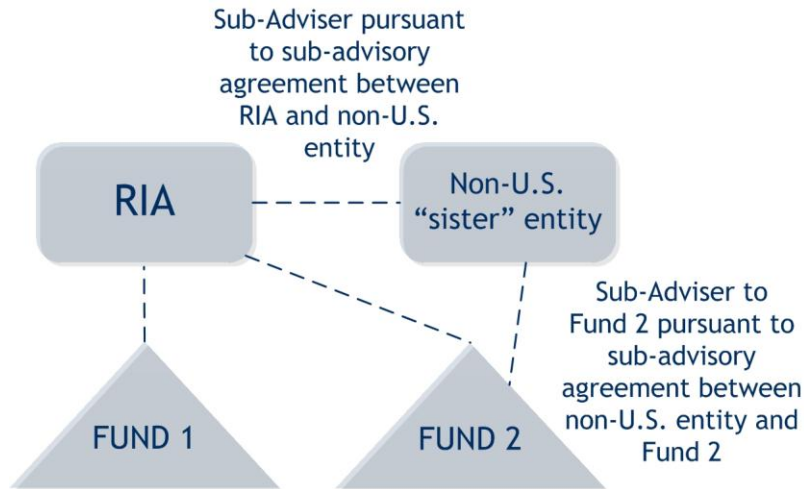 Sub-Adviser pursuant
to sub-advisory
agreement between
RIA and non-U.S.
entity
RIA
Non-U.S.
“sister” entity
Sub-Adviser to
Fund 2 pursuant to
sub-advisory
agreement between
non-U.S. entity and
Fund 2
FUND 1
FUND 2